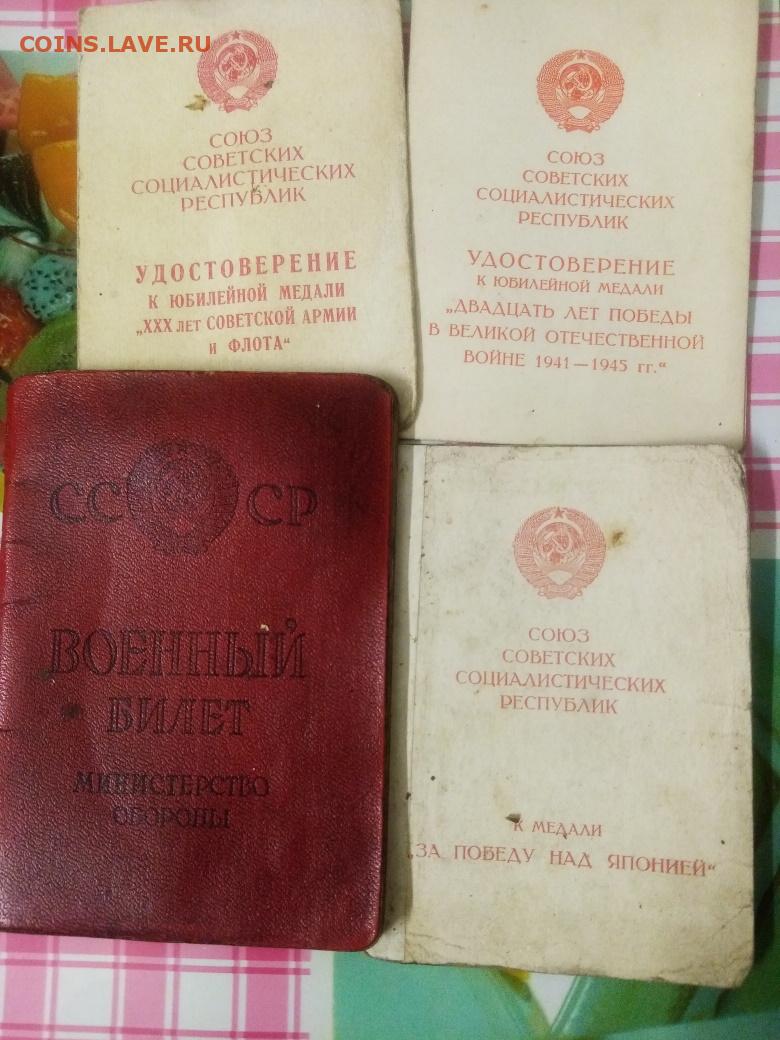 COINS.LAVE.RU
СОЮЗ
СОВЕТСКИХ
СОЦИАЛИСТИЧЕСКИХ
РЕСПУБЛИК
УДОСТОВЕРЕНИЕ
К ЮБИЛЕЙНОЙ МЕДАЛИ
„XXX ЛЕТ СОВЕТСКОЙ АРМИИ
И ФЛОТА“
СОЮЗ
СОВЕТСКИХ
СОЦИАЛИСТИЧЕСКИХ
РЕСПУБЛИК
УДОСТОВЕРЕНИЕ
К ЮБИЛЕЙНОЙ МЕДАЛИ
„ДВАДЦАТЬ ЛЕТ ПОБЕДЫ
В ВЕЛИКОЙ ОТЕЧЕСТВЕННОЙ
ВОЙНЕ 1941—1945 гг.“
СССР
ВОЕННЫЙ
БИЛЕТ
МИНИСТЕРСТВО
ОБОРОНЫ
СОЮЗ
СОВЕТСКИХ
СОЦИАЛИСТИЧЕСКИХ
РЕСПУБЛИК
К МЕДАЛИ
„ЗА ПОБЕДУ НАД ЯПОНИЕЙ“